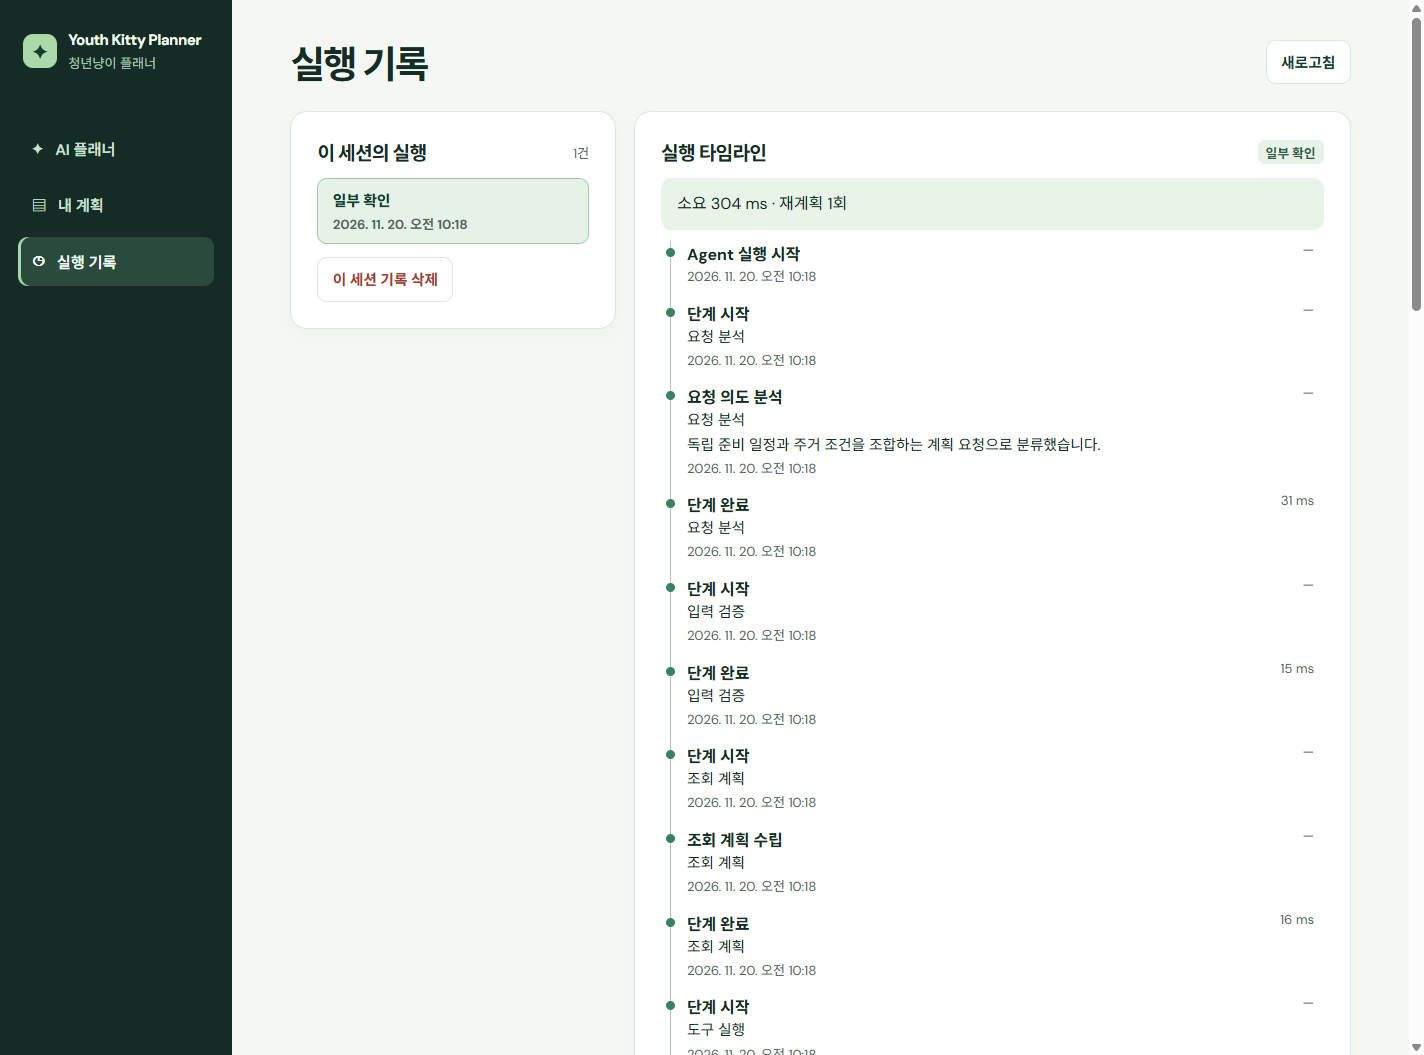 Youth Kitty Planner
청년냥이 플래너
AI 플래너
내 계획
실행 기록
실행 기록
새로고침
이 세션의 실행
1건
일부 확인
2026. 11. 20. 오전 10:18
이 세션 기록 삭제
실행 타임라인
일부 확인
소요 304 ms · 재계획 1회
Agent 실행 시작
—
2026. 11. 20. 오전 10:18
단계 시작
—
요청 분석
2026. 11. 20. 오전 10:18
요청 의도 분석
—
요청 분석
독립 준비 일정과 주거 조건을 조합하는 계획 요청으로 분류했습니다.
2026. 11. 20. 오전 10:18
단계 완료
31 ms
요청 분석
2026. 11. 20. 오전 10:18
단계 시작
—
입력 검증
2026. 11. 20. 오전 10:18
단계 완료
15 ms
입력 검증
2026. 11. 20. 오전 10:18
단계 시작
—
조회 계획
2026. 11. 20. 오전 10:18
조회 계획 수립
—
조회 계획
2026. 11. 20. 오전 10:18
단계 완료
16 ms
조회 계획
2026. 11. 20. 오전 10:18
단계 시작
—
도구 실행
2026. 11. 20. 오전 10:18